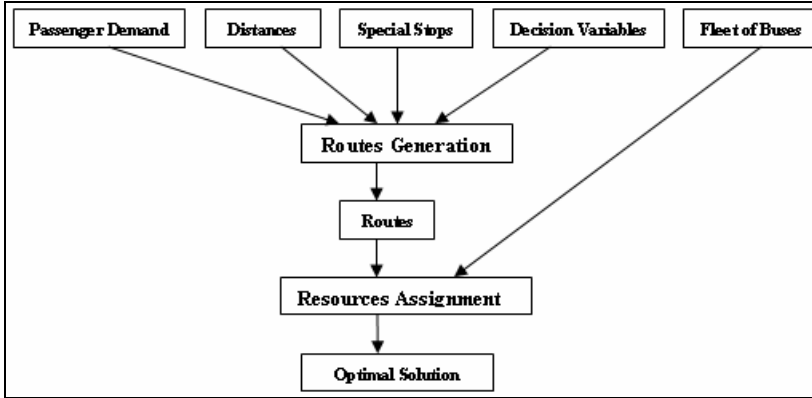 Passenger Demand
Distances
Special Stops
Decision Variables
Fleet of Buses
Routes Generation
Routes
Resources Assignment
Optimal Solution